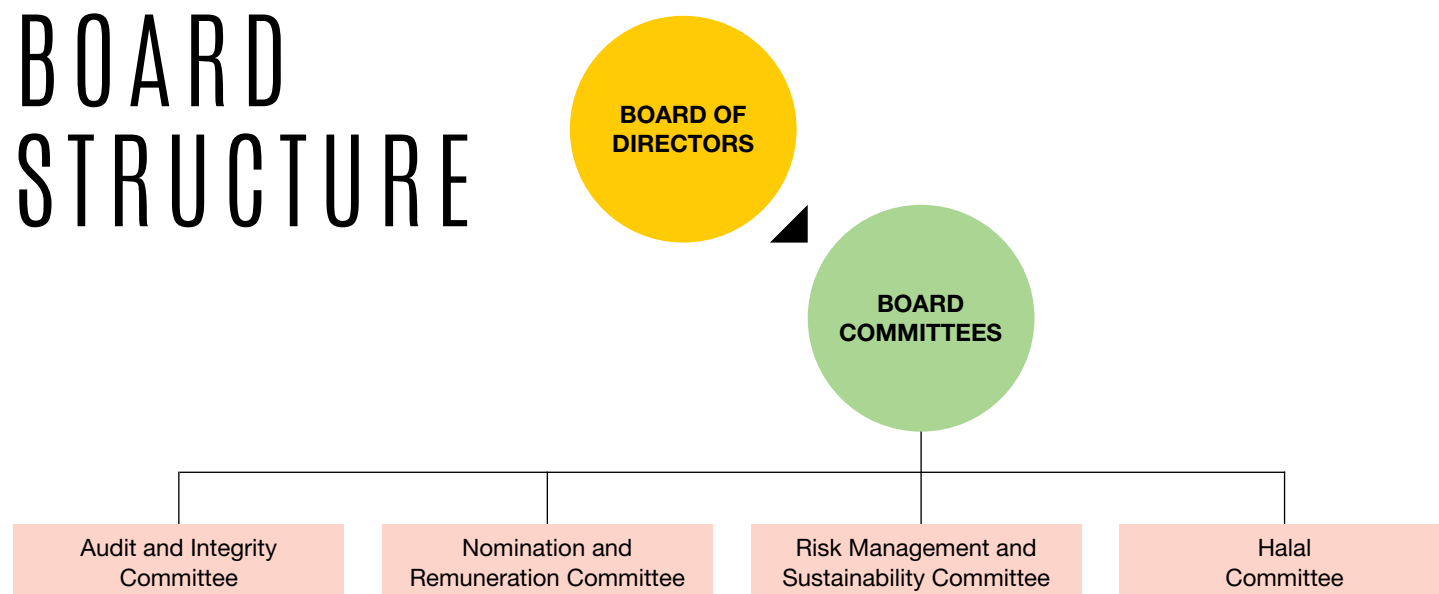 BOARD
STRUCTURE
BOARD OF
DIRECTORS
BOARD
COMMITTEES
Audit and Integrity
Committee
Nomination and
Remuneration Committee
Risk Management and
Sustainability Committee
Halal
Committee